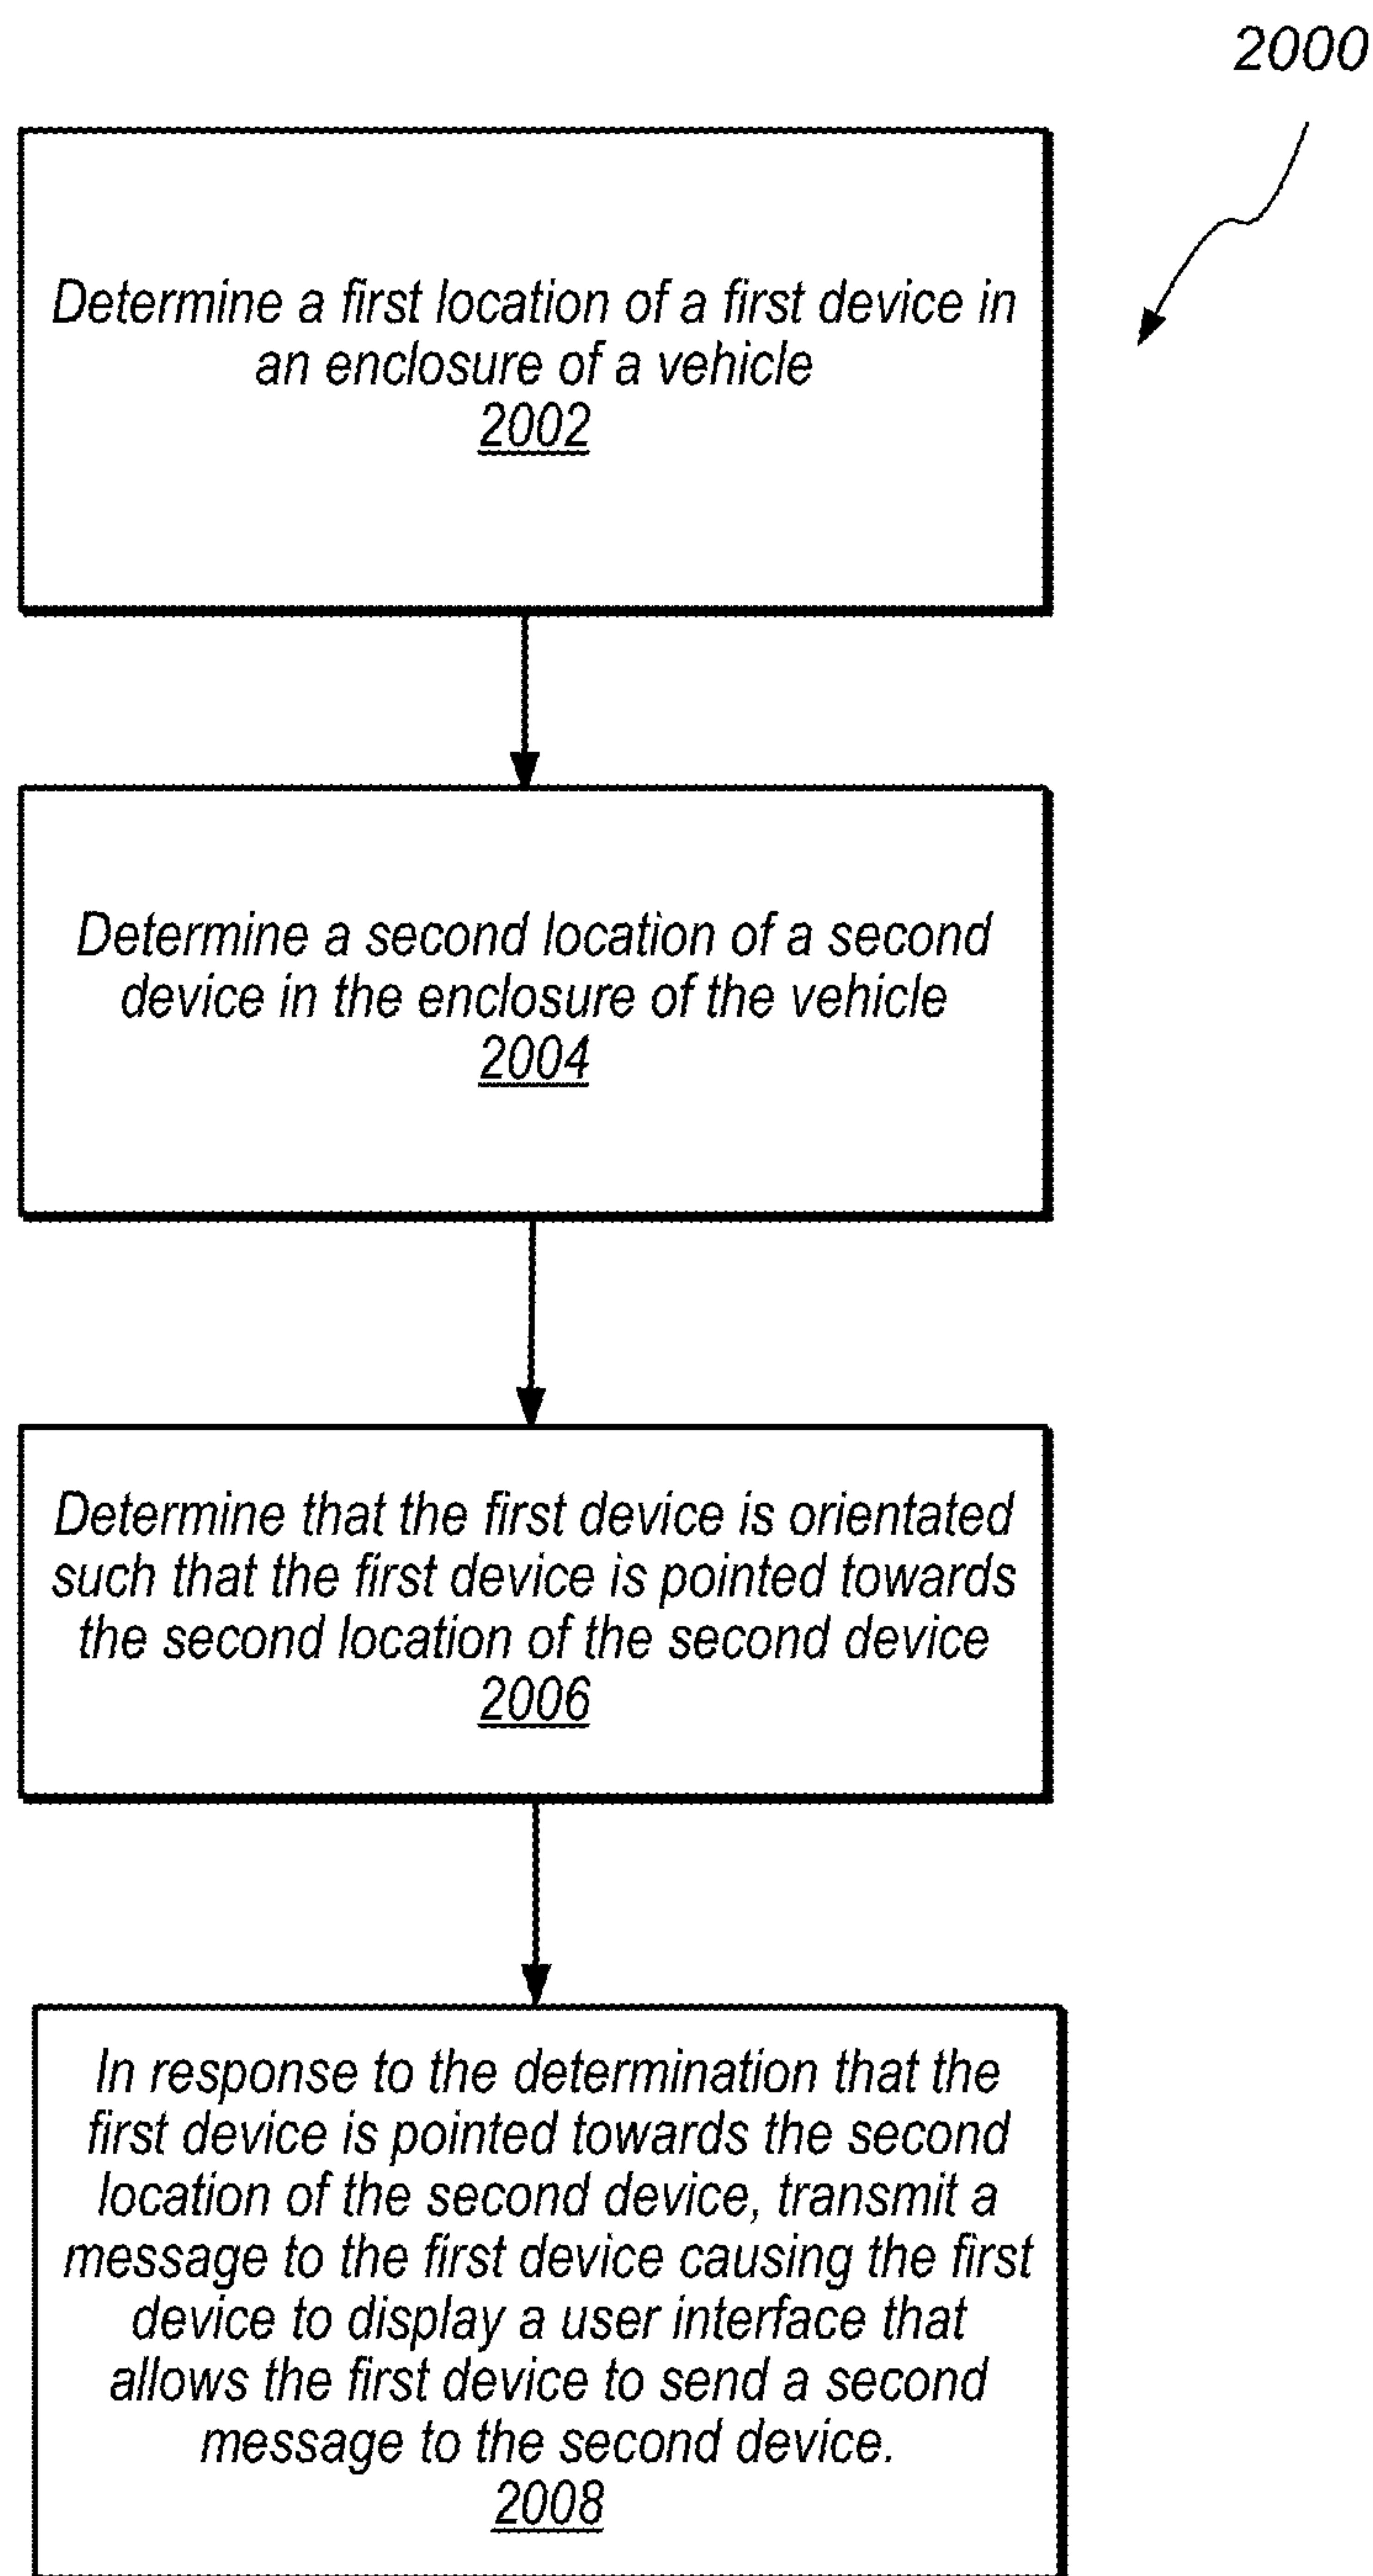 2000
Determine a first location of a first device in
an enclosure of a vehicle
2002
Determine a second location of a second
device in the enclosure of the vehicle
2004
Determine that the first device is orientated
such that the first device is pointed towards
the second location of the second device
2006
In response to the determination that the
first device is pointed towards the second
location of the second device, transmit a
message to the first device causing the first
device to display a user interface that
allows the first device to send a second
message to the second device.
2008